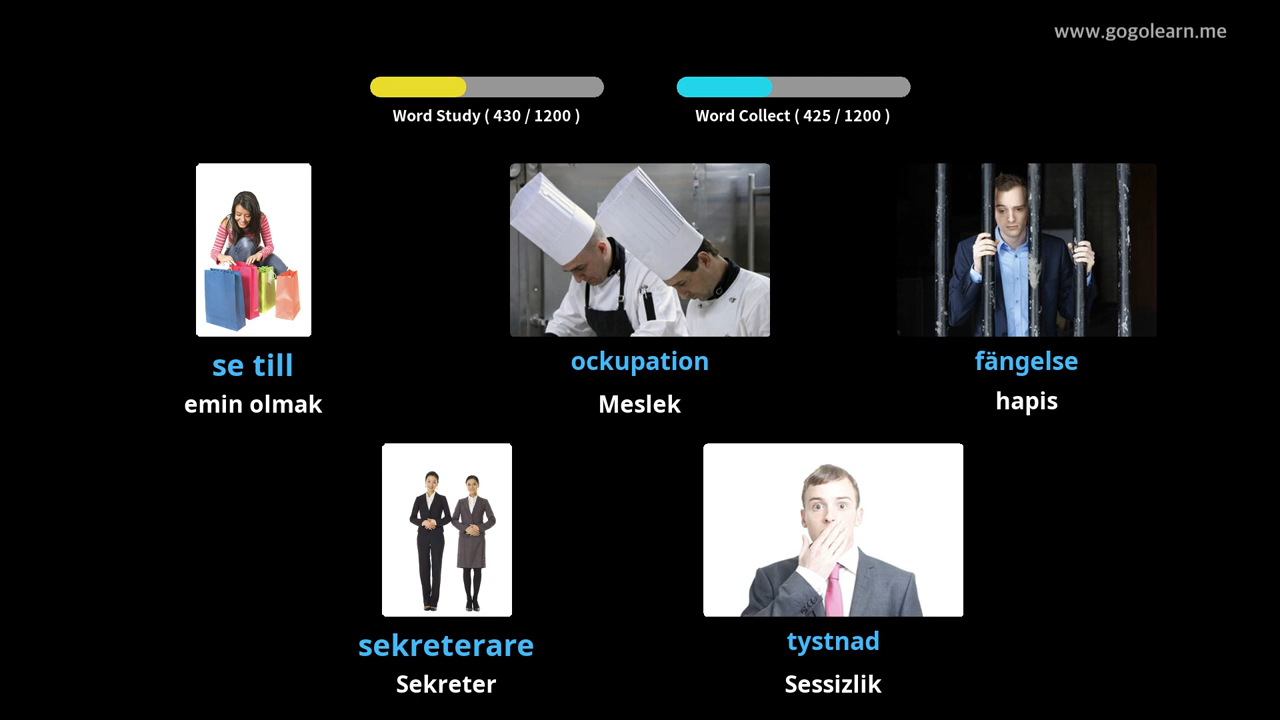 www.gogolearn.me
Word Study ( 430 / 1200 )
Word Collect ( 425 / 1200 )
se till
emin olmak
ockupation
Meslek
fängelse
hapis
sekreterare
Sekreter
tystnad
Sessizlik